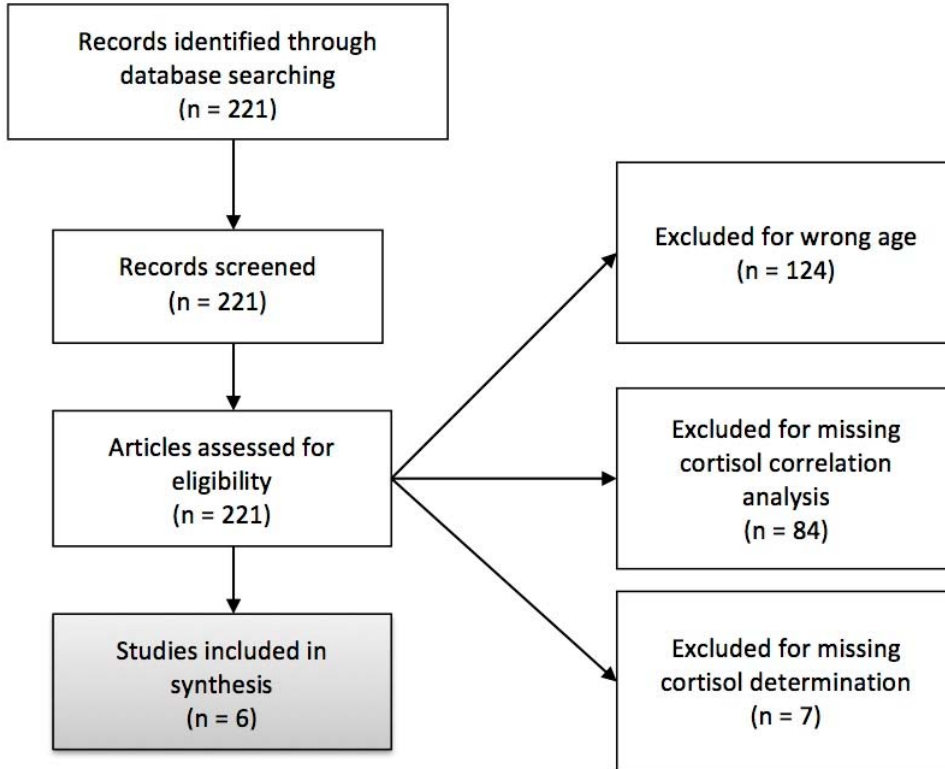 Records identified through
database searching
(n = 221)
Records screened
(n = 221)
Articles assessed for
eligibility
(n = 221)
Studies included in
synthesis
(n = 6)
Excluded for wrong age
(n = 124)
Excluded for missing
cortisol correlation
analysis
(n = 84)
Excluded for missing
cortisol determination
(n = 7)